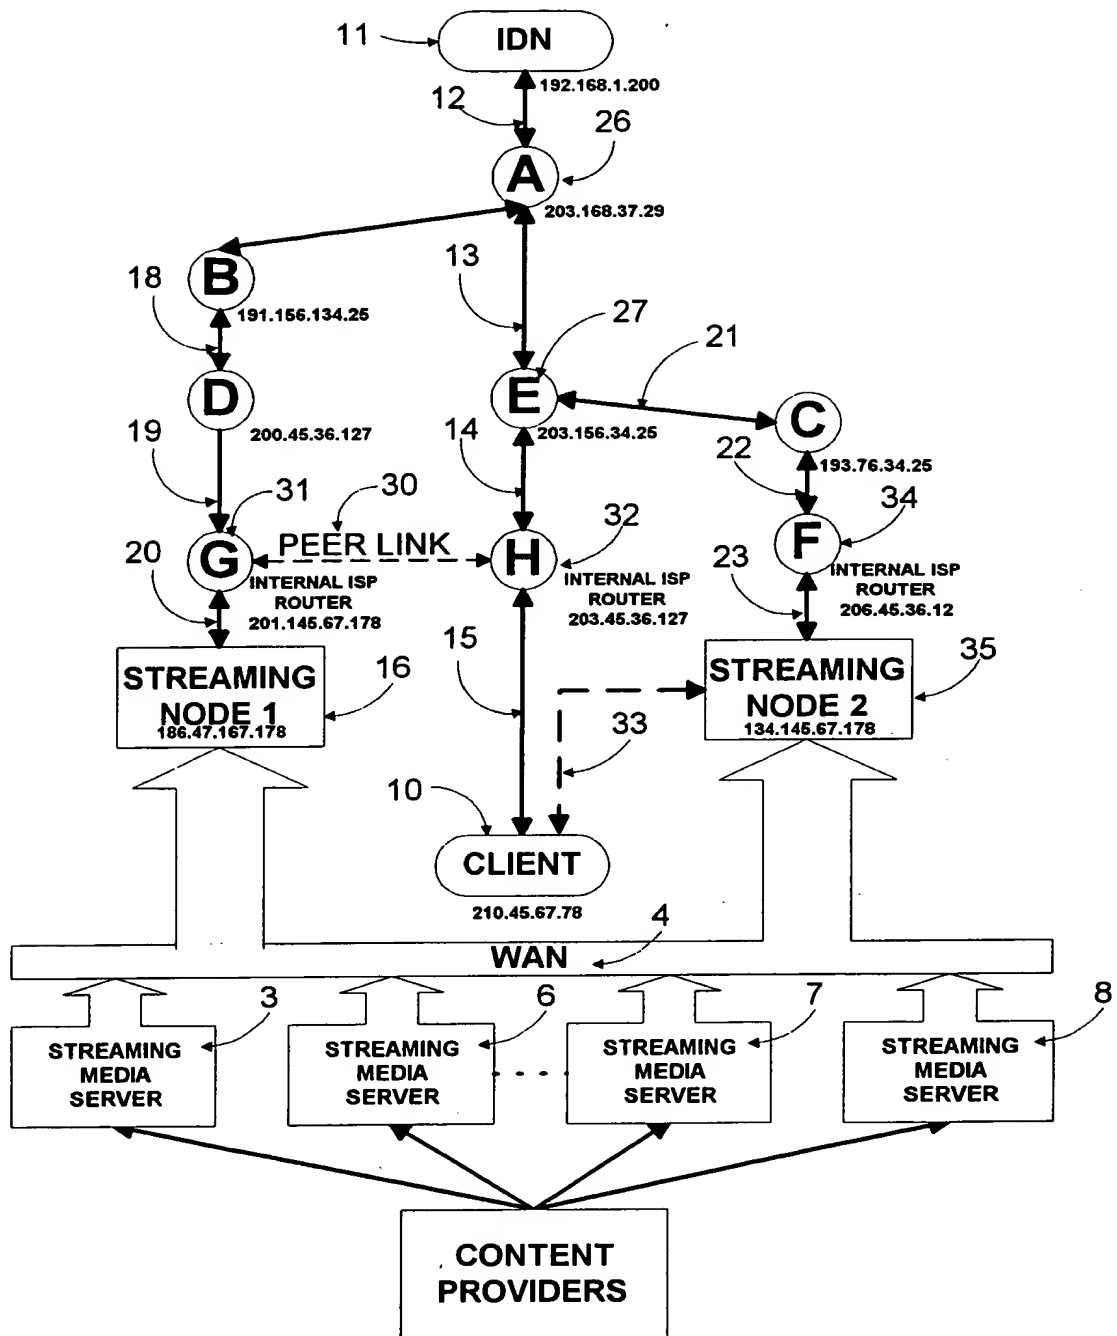 11
IDN
192.168.1.200
12
26
A
203.168.37.29
B
18
191.156.134.25
13
27
21
D
200.45.36.127
E
203.156.34.25
C
193.76.34.25
19
14
22
31
30
32
34
PEER LINK
G
H
F
INTERNAL ISP
ROUTER
201.145.67.178
INTERNAL ISP
ROUTER
203.45.36.127
INTERNAL ISP
ROUTER
206.45.36.12
20
23
15
STREAMING
NODE 1
186.47.167.178
16
STREAMING
NODE 2
134.145.67.178
35
33
10
CLIENT
210.45.67.78
4
WAN
3
6
7
8
STREAMING
MEDIA
SERVER
STREAMING
MEDIA
SERVER
STREAMING
MEDIA
SERVER
STREAMING
MEDIA
SERVER
CONTENT
PROVIDERS